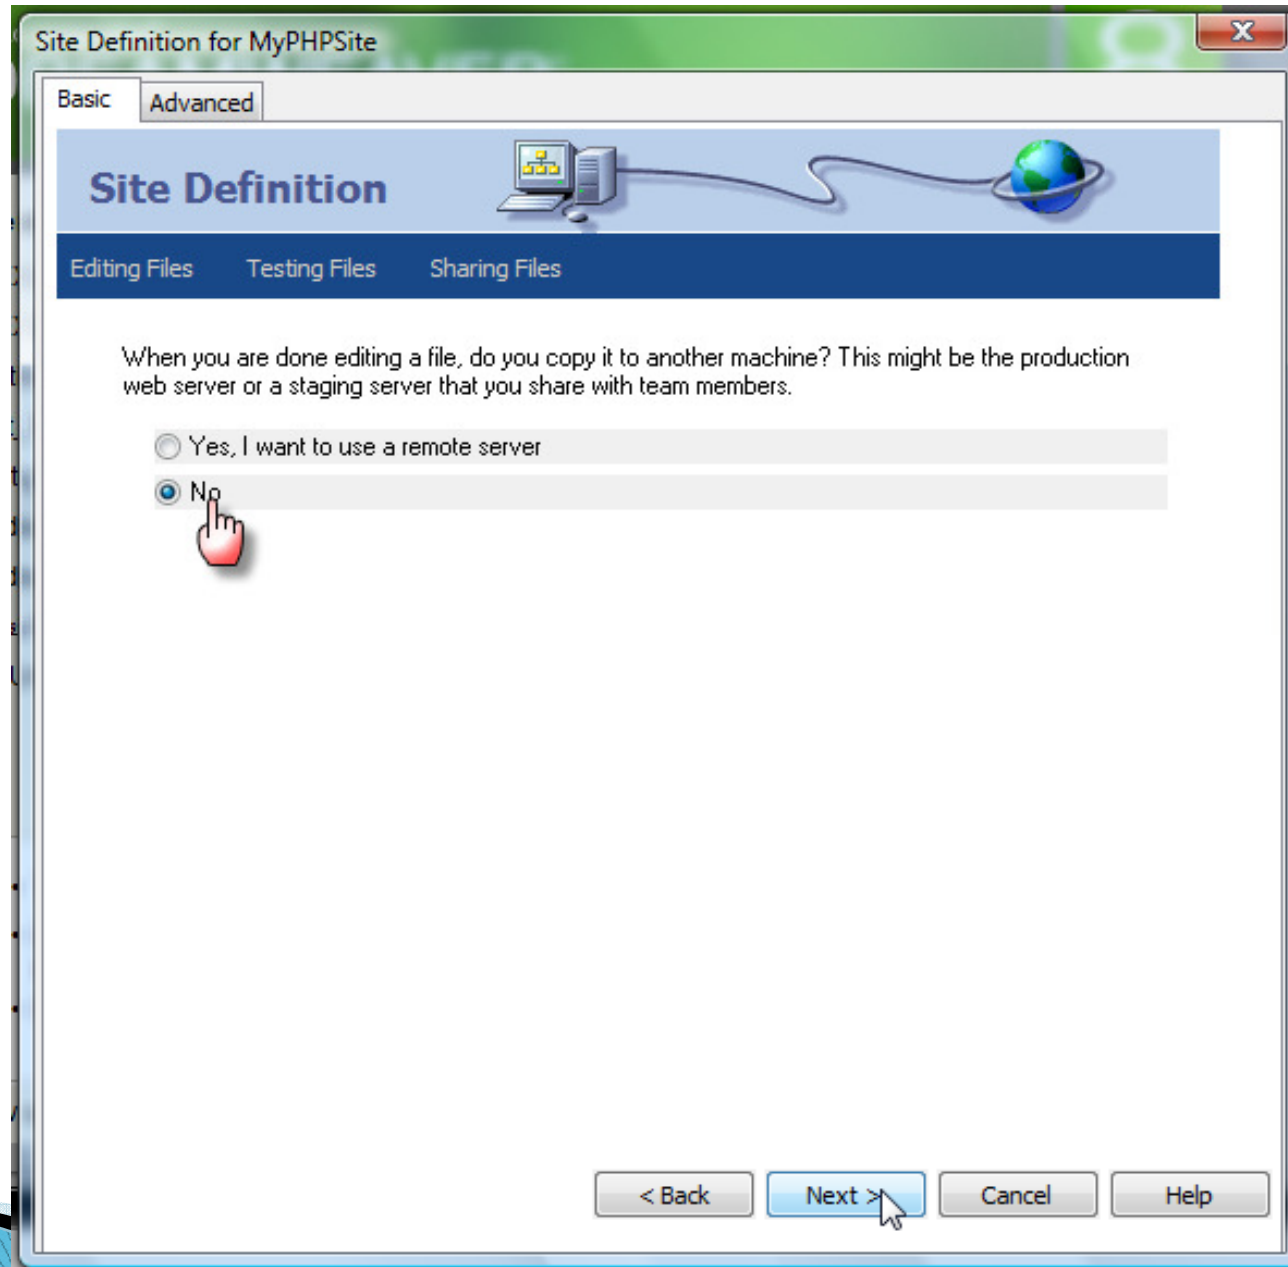 Site Definition for MyPHPSite
Basic Advanced
Site Definition
Editing Files Testing Files Sharing Files
When you are done editing a file, do you copy it to another machine? This might be the production
web server or a staging server that you share with team members.
Yes, I want to use a remote server
No
< Back Next > Cancel Help